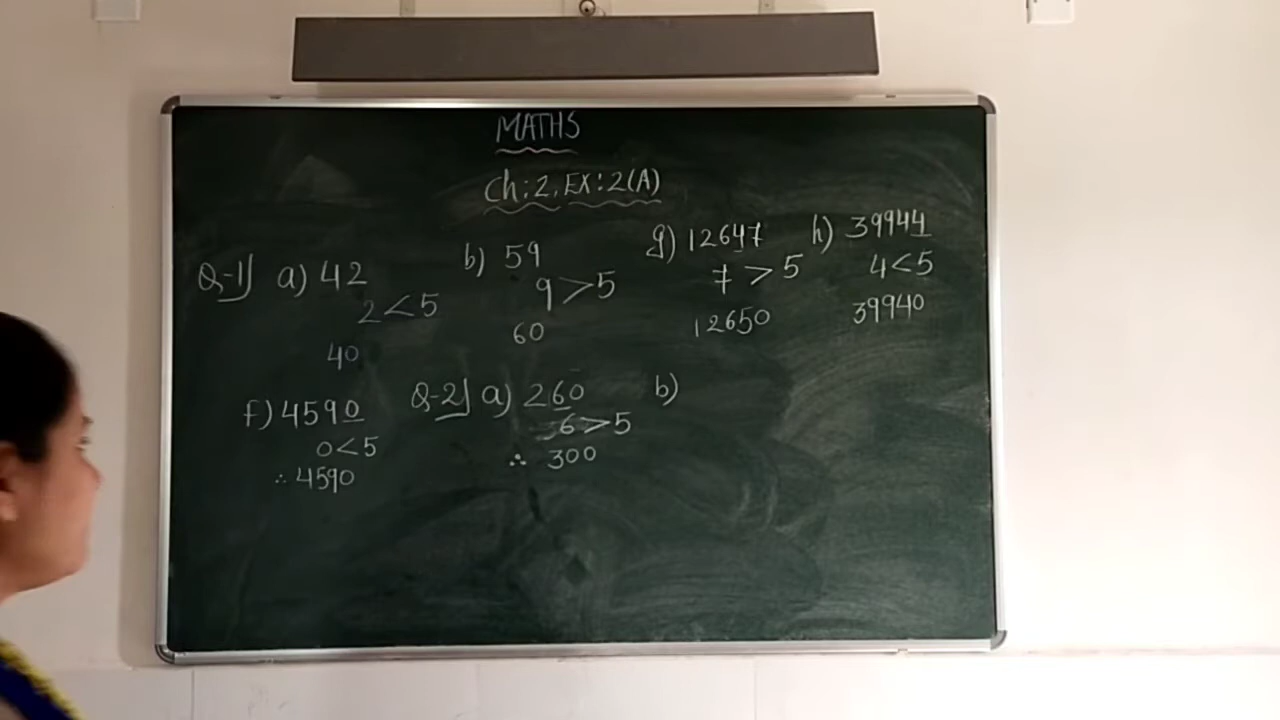 MATHS
Ch:2, EX:2(A)
Q-1] a) 42
2<5
40
b) 59
9>5
60
g) 12647
7>5
12650
h) 39944
4<5
39940
f) 4590
0<5
∴ 4590
Q-2] a) 260
6>5
∴ 300
b)